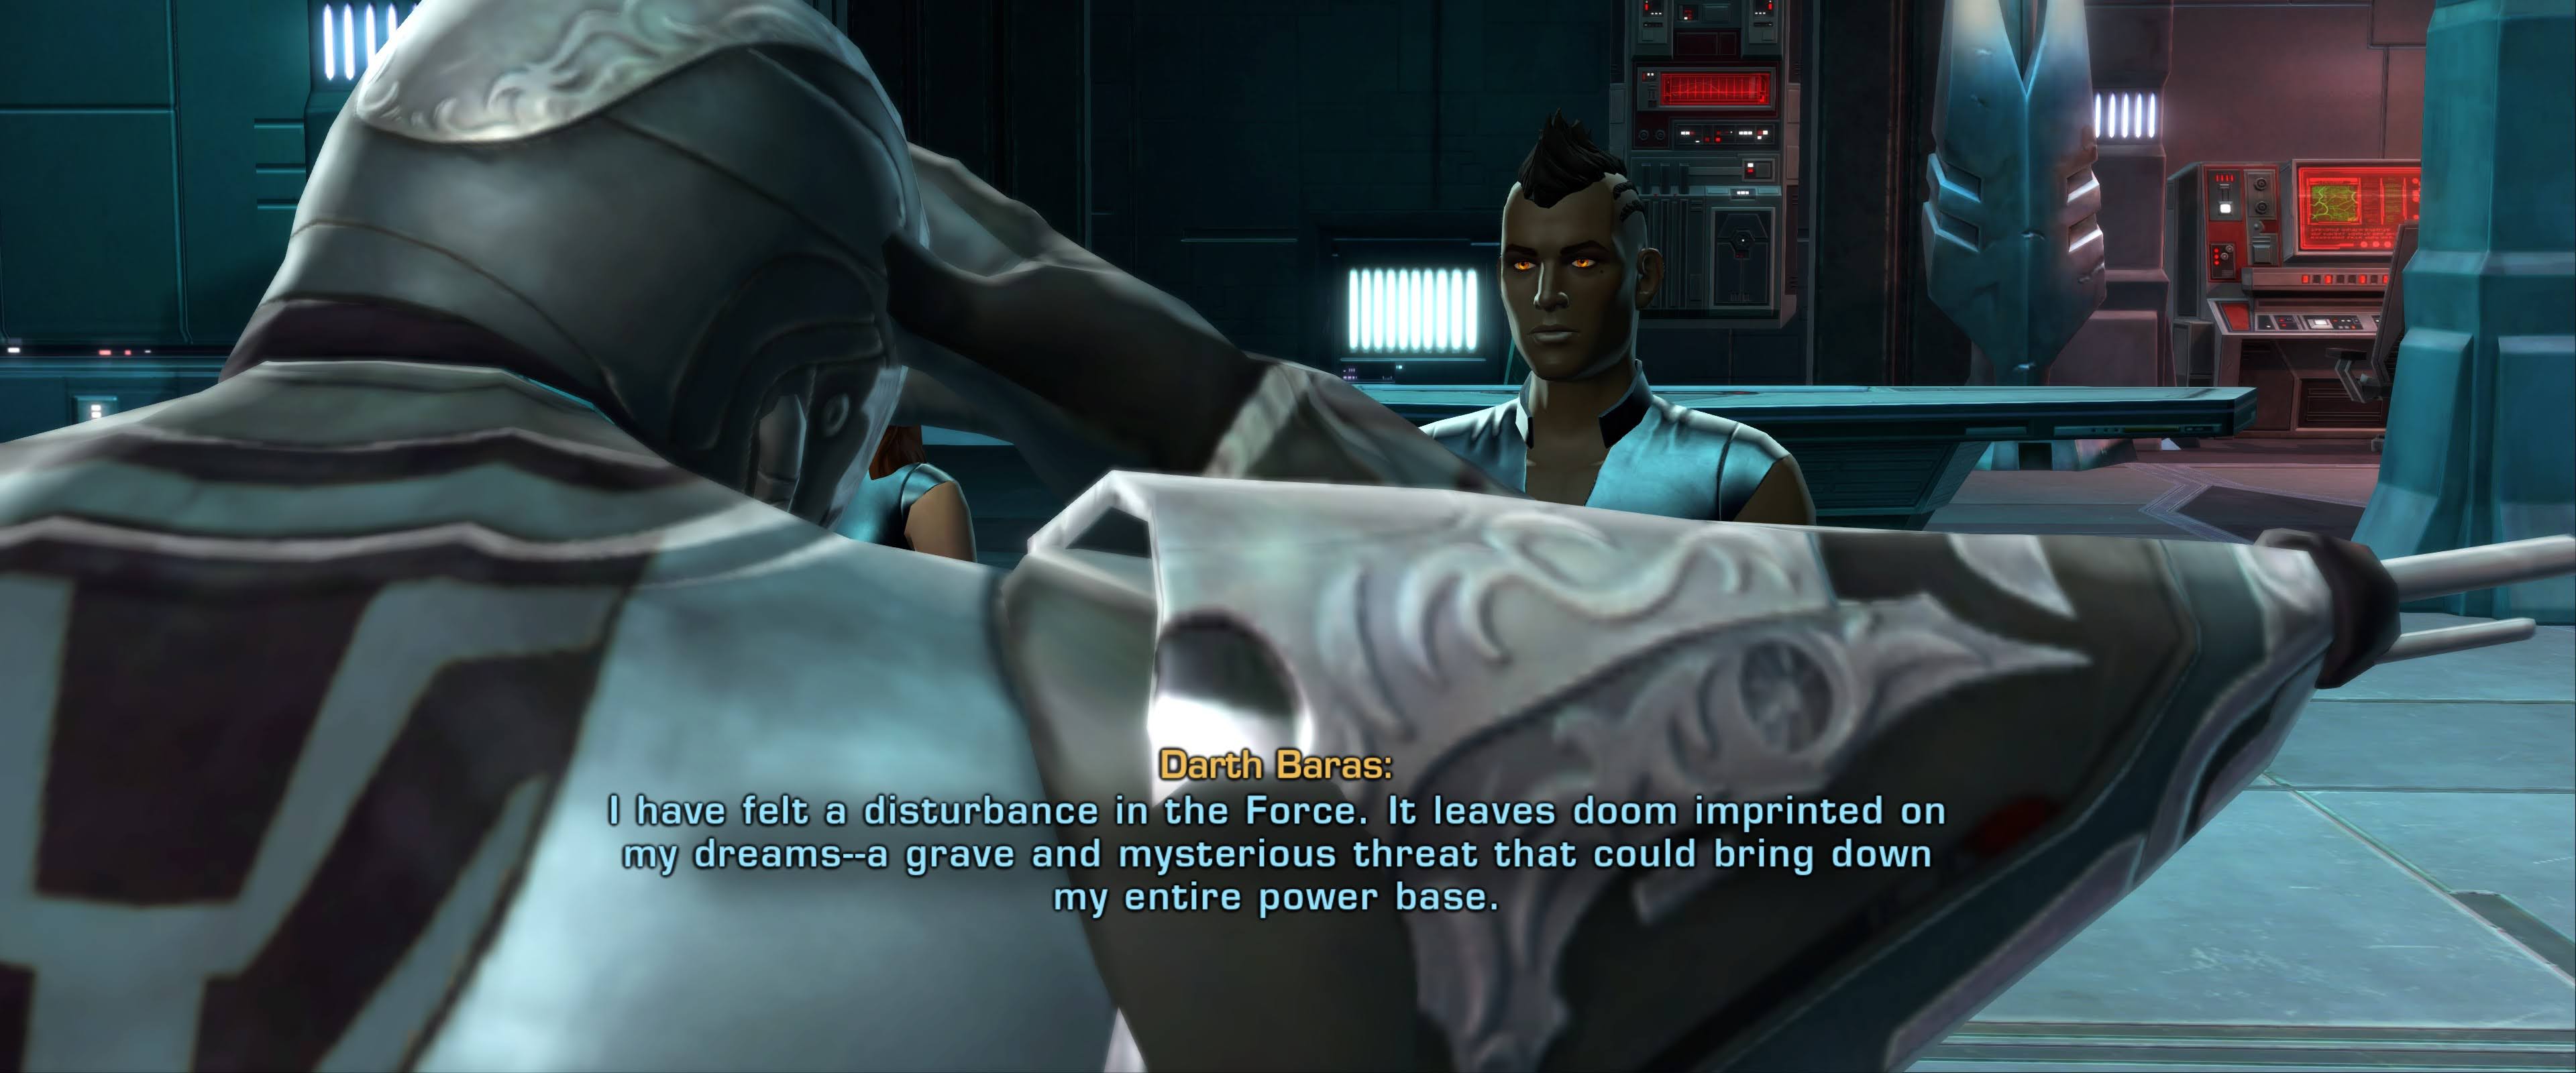 Darth Baras:
I have felt a disturbance in the Force. It leaves doom imprinted on
my dreams--a grave and mysterious threat that could bring down
my entire power base.